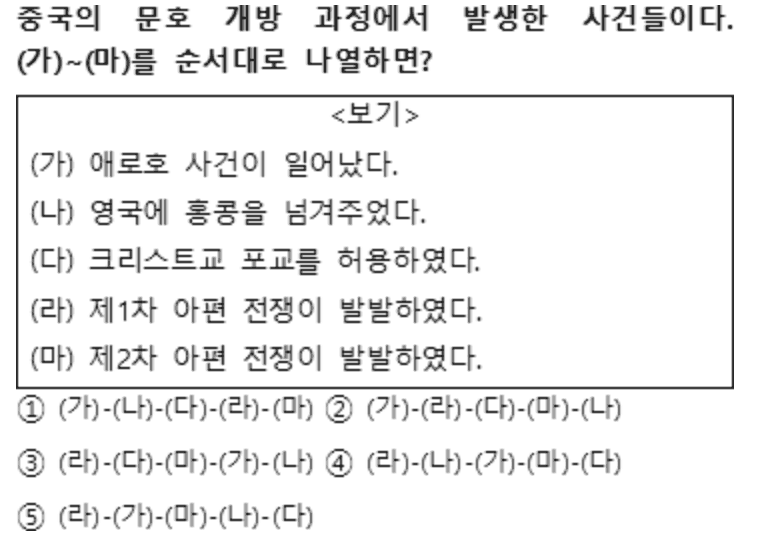 중국의 문호 개방 과정에서 발생한 사건들이다.
(가)~(마)를 순서대로 나열하면?
<보기>
(가) 애로호 사건이 일어났다.
(나) 영국에 홍콩을 넘겨주었다.
(다) 크리스트교 포교를 허용하였다.
(라) 제1차 아편 전쟁이 발발하였다.
(마) 제2차 아편 전쟁이 발발하였다.
① (가)-(나)-(다)-(라)-(마) ② (가)-(라)-(다)-(마)-(나)
③ (라)-(다)-(마)-(가)-(나) ④ (라)-(나)-(가)-(마)-(다)
⑤ (라)-(가)-(마)-(나)-(다)